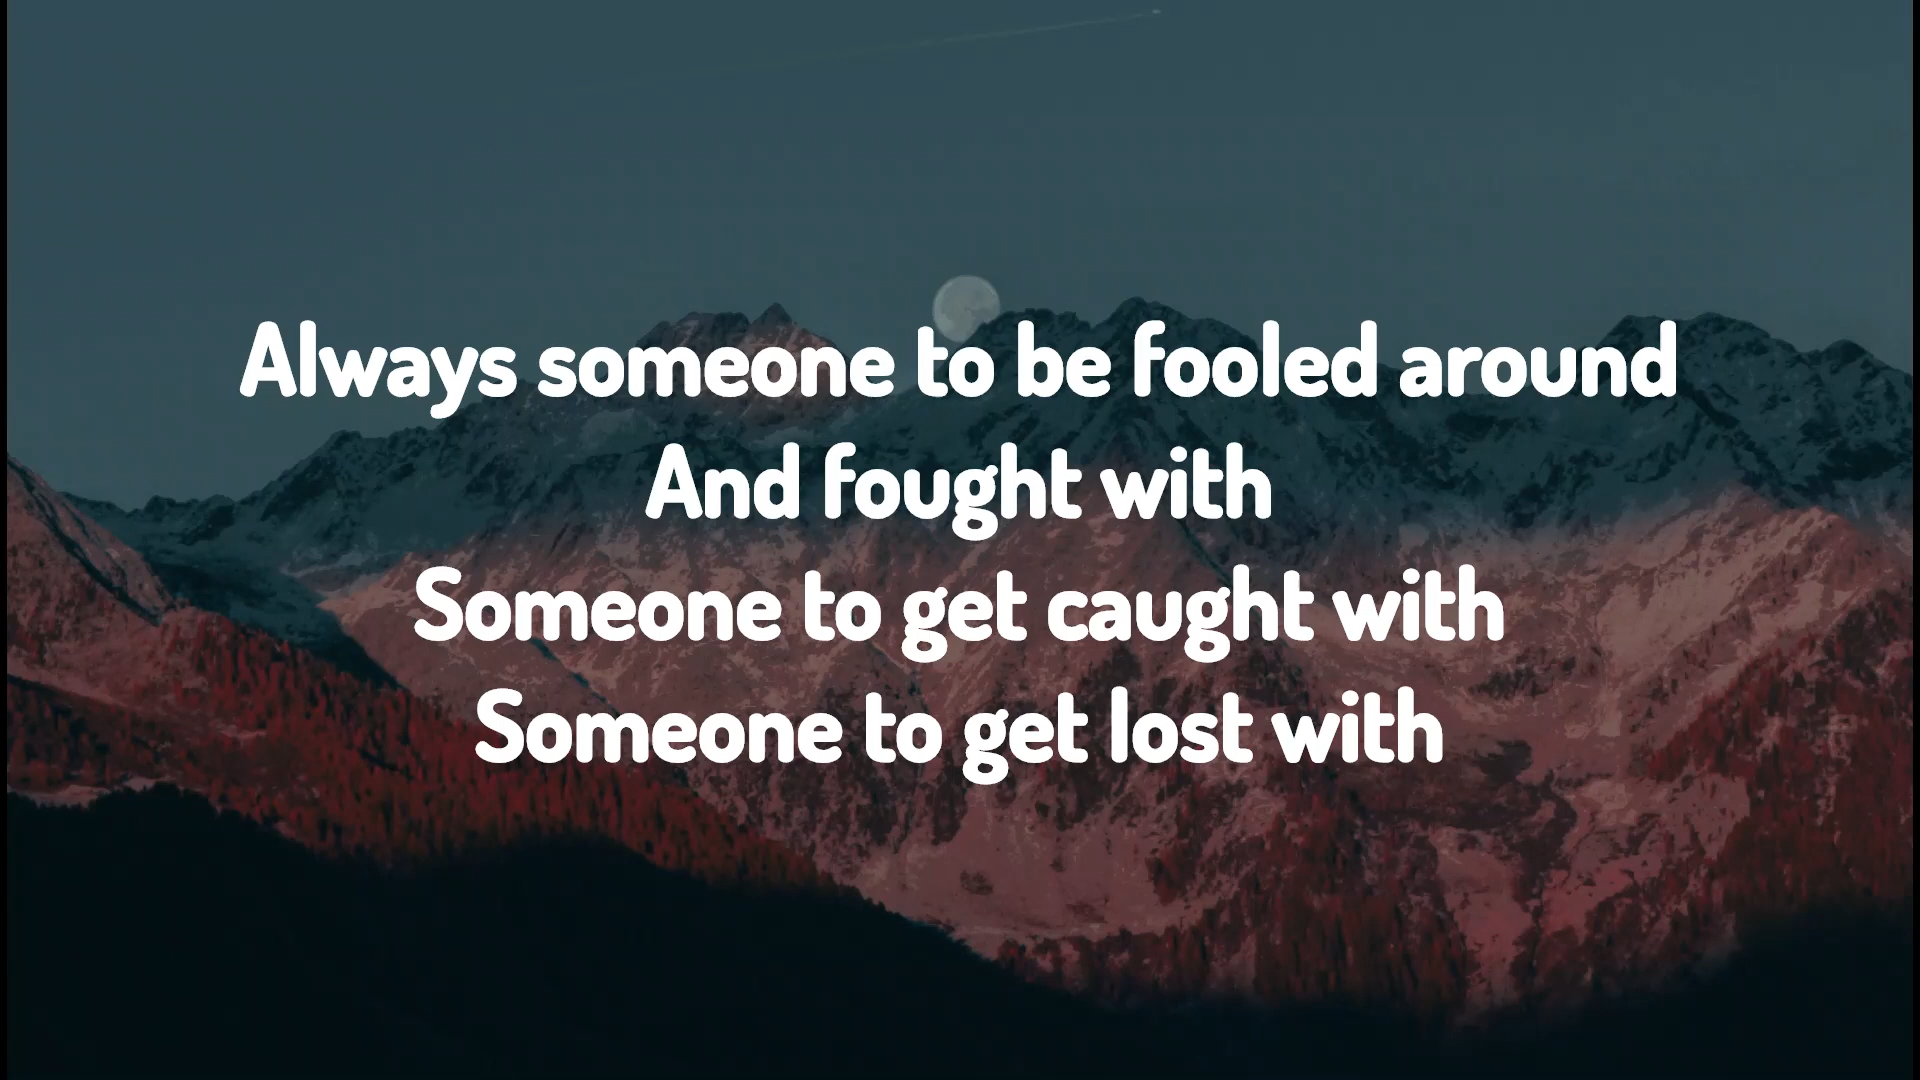 Always someone to be fooled around
And fought with
Someone to get caught with
Someone to get lost with